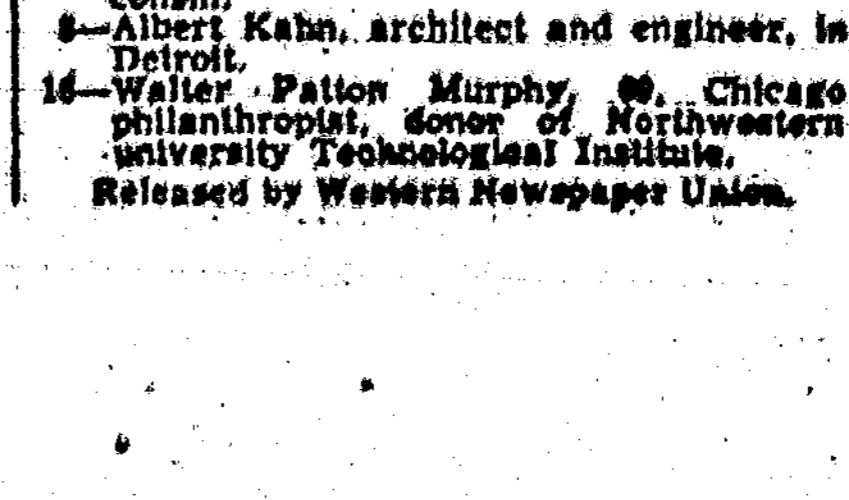 8—Albert Kahn, architect and engineer, in
Detroit.
16—Walter Patton Murphy, 69, Chicago
philanthropist, donor of Northwestern
university Technological Institute.
Released by Western Newspaper Union.